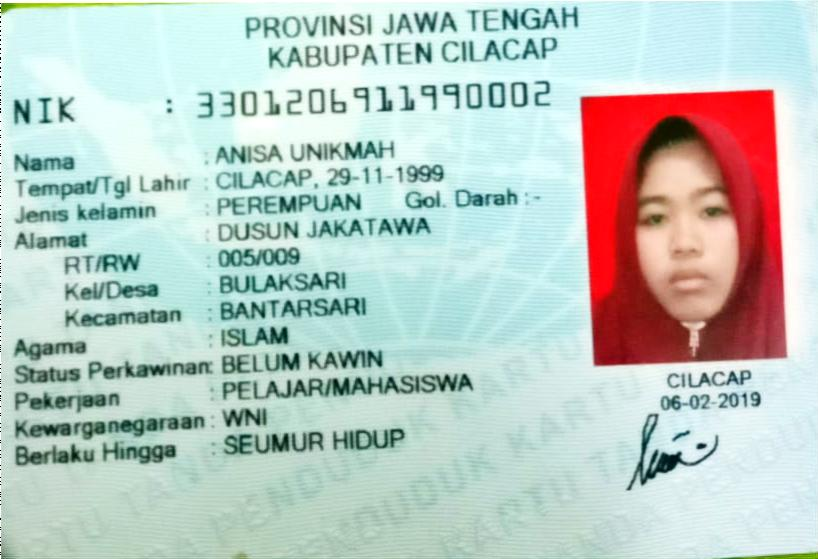 PROVINSI JAWA TENGAH
KABUPATEN CILACAP
NIK : 3301206911990002
Nama : ANISA UNIKMAH
Tempat/Tgl Lahir : CILACAP, 29-11-1999
Jenis kelamin : PEREMPUAN Gol. Darah : -
Alamat : DUSUN JAKATAWA
RT/RW : 005/009
Kel/Desa : BULAKSARI
Kecamatan : BANTARSARI
Agama : ISLAM
Status Perkawinan: BELUM KAWIN
Pekerjaan : PELAJAR/MAHASISWA
Kewarganegaraan : WNI
Berlaku Hingga : SEUMUR HIDUP
CILACAP
06-02-2019